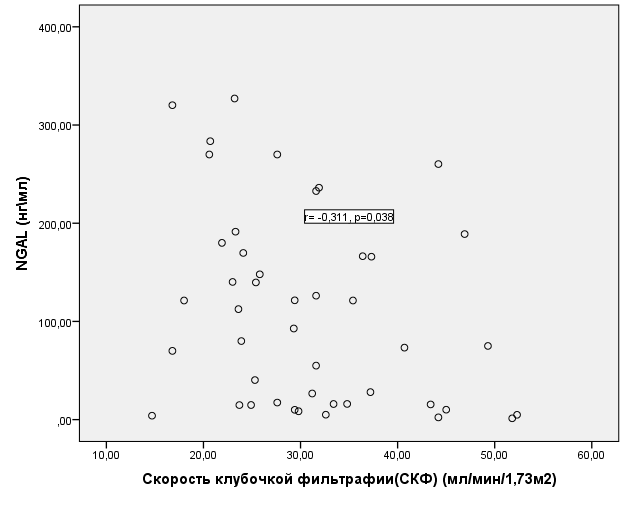 400,00
300,00
200,00
100,00
,00
NGAL (нг\мл)
r= -0,311, p=0,038
10,00 20,00 30,00 40,00 50,00 60,00
Скорость клубочкой фильтрафии(СКФ) (мл/мин/1,73м2)